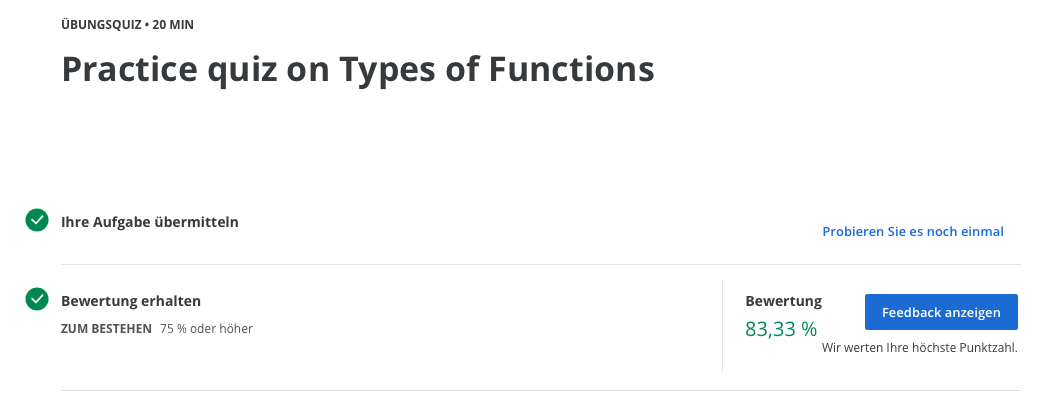 ÜBUNGSQUIZ • 20 MIN
Practice quiz on Types of Functions
Ihre Aufgabe übermitteln
Probieren Sie es noch einmal
Bewertung erhalten
ZUM BESTEHEN 75 % oder höher
Bewertung
83,33 %
Feedback anzeigen
Wir werten Ihre höchste Punktzahl.